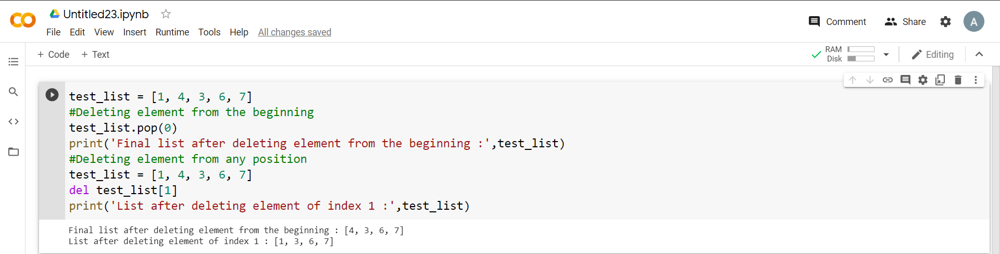 Untitled23.ipynb
File Edit View Insert Runtime Tools Help All changes saved
Comment Share A
+ Code + Text
RAM
Disk
Editing
test_list = [1, 4, 3, 6, 7]
#Deleting element from the beginning
test_list.pop(0)
print('Final list after deleting element from the beginning :',test_list)
#Deleting element from any position
test_list = [1, 4, 3, 6, 7]
del test_list[1]
print('List after deleting element of index 1 :',test_list)
Final list after deleting element from the beginning : [4, 3, 6, 7]
List after deleting element of index 1 : [1, 3, 6, 7]